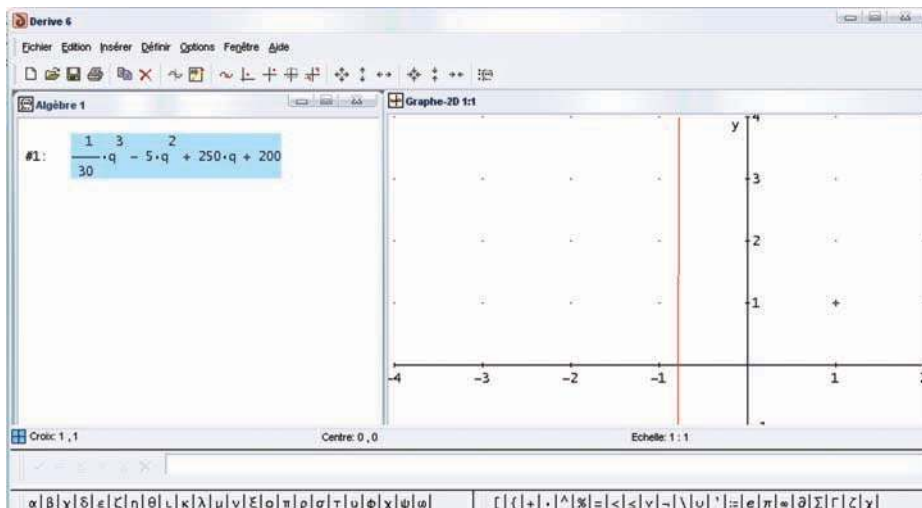 Derive 6
Fichier Edition Insérer Définir Options Fenêtre Aide
Algèbre 1
Graphe-2D 1:1
#1: 1/30·q^3 - 5·q^2 + 250·q + 200
y
4
3
2
1
-4 -3 -2 -1 0 1
Croix: 1 , 1
Centre: 0 , 0
Echelle: 1 : 1
α β γ δ ε ζ η θ ι κ λ μ ν ξ ο π ρ σ τ υ φ χ ψ ω